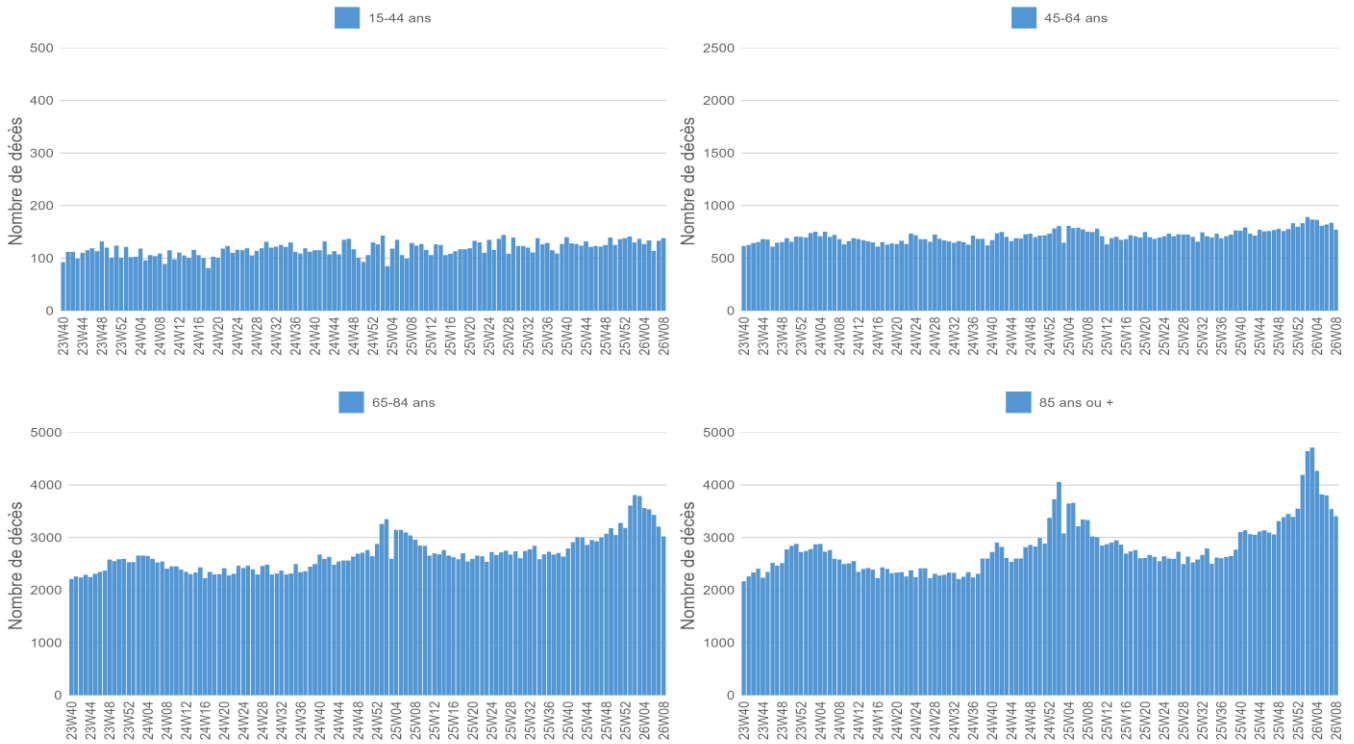 15-44 ans
Nombre de décès
500
400
300
200
100
0
23W40 23W44 23W48 23W52 24W04 24W08 24W12 24W16 24W20 24W24 24W28 24W32 24W36 24W40 24W44 24W48 24W52 25W04 25W08 25W12 25W16 25W20 25W24 25W28 25W32 25W36 25W40 25W44 25W48 25W52 26W04 26W08
45-64 ans
Nombre de décès
2500
2000
1500
1000
500
0
23W40 23W44 23W48 23W52 24W04 24W08 24W12 24W16 24W20 24W24 24W28 24W32 24W36 24W40 24W44 24W48 24W52 25W04 25W08 25W12 25W16 25W20 25W24 25W28 25W32 25W36 25W40 25W44 25W48 25W52 26W04 26W08
65-84 ans
Nombre de décès
5000
4000
3000
2000
1000
0
23W40 23W44 23W48 23W52 24W04 24W08 24W12 24W16 24W20 24W24 24W28 24W32 24W36 24W40 24W44 24W48 24W52 25W04 25W08 25W12 25W16 25W20 25W24 25W28 25W32 25W36 25W40 25W44 25W48 25W52 26W04 26W08
85 ans ou +
Nombre de décès
5000
4000
3000
2000
1000
0
23W40 23W44 23W48 23W52 24W04 24W08 24W12 24W16 24W20 24W24 24W28 24W32 24W36 24W40 24W44 24W48 24W52 25W04 25W08 25W12 25W16 25W20 25W24 25W28 25W32 25W36 25W40 25W44 25W48 25W52 26W04 26W08